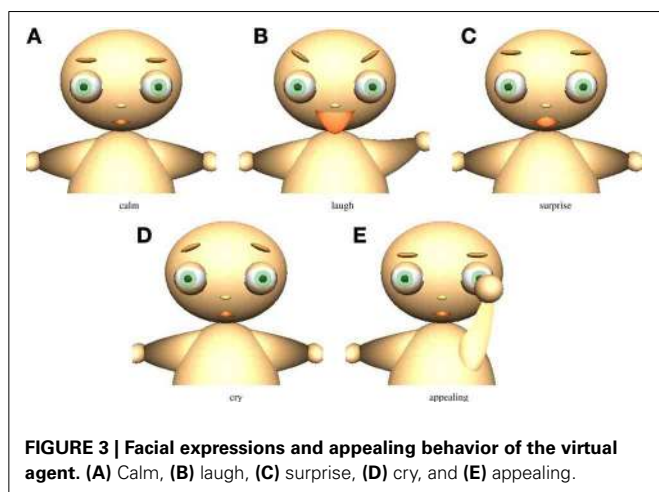 A B C
calm laugh surprise
D E
cry appealing
FIGURE 3 | Facial expressions and appealing behavior of the virtual
agent. (A) Calm, (B) laugh, (C) surprise, (D) cry, and (E) appealing.